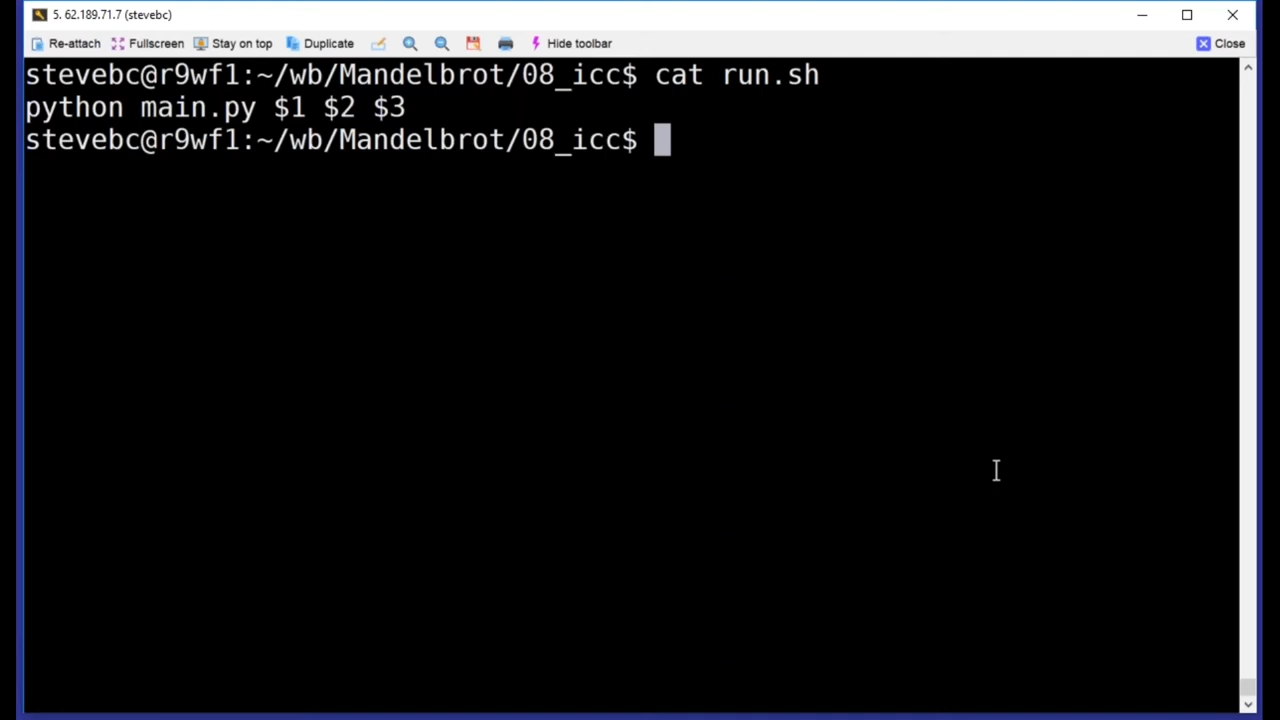 5. 62.189.71.7 (stevebc)
Re-attach Fullscreen Stay on top Duplicate Hide toolbar Close
stevebc@r9wf1:~/wb/Mandelbrot/08_icc$ cat run.sh
python main.py $1 $2 $3
stevebc@r9wf1:~/wb/Mandelbrot/08_icc$